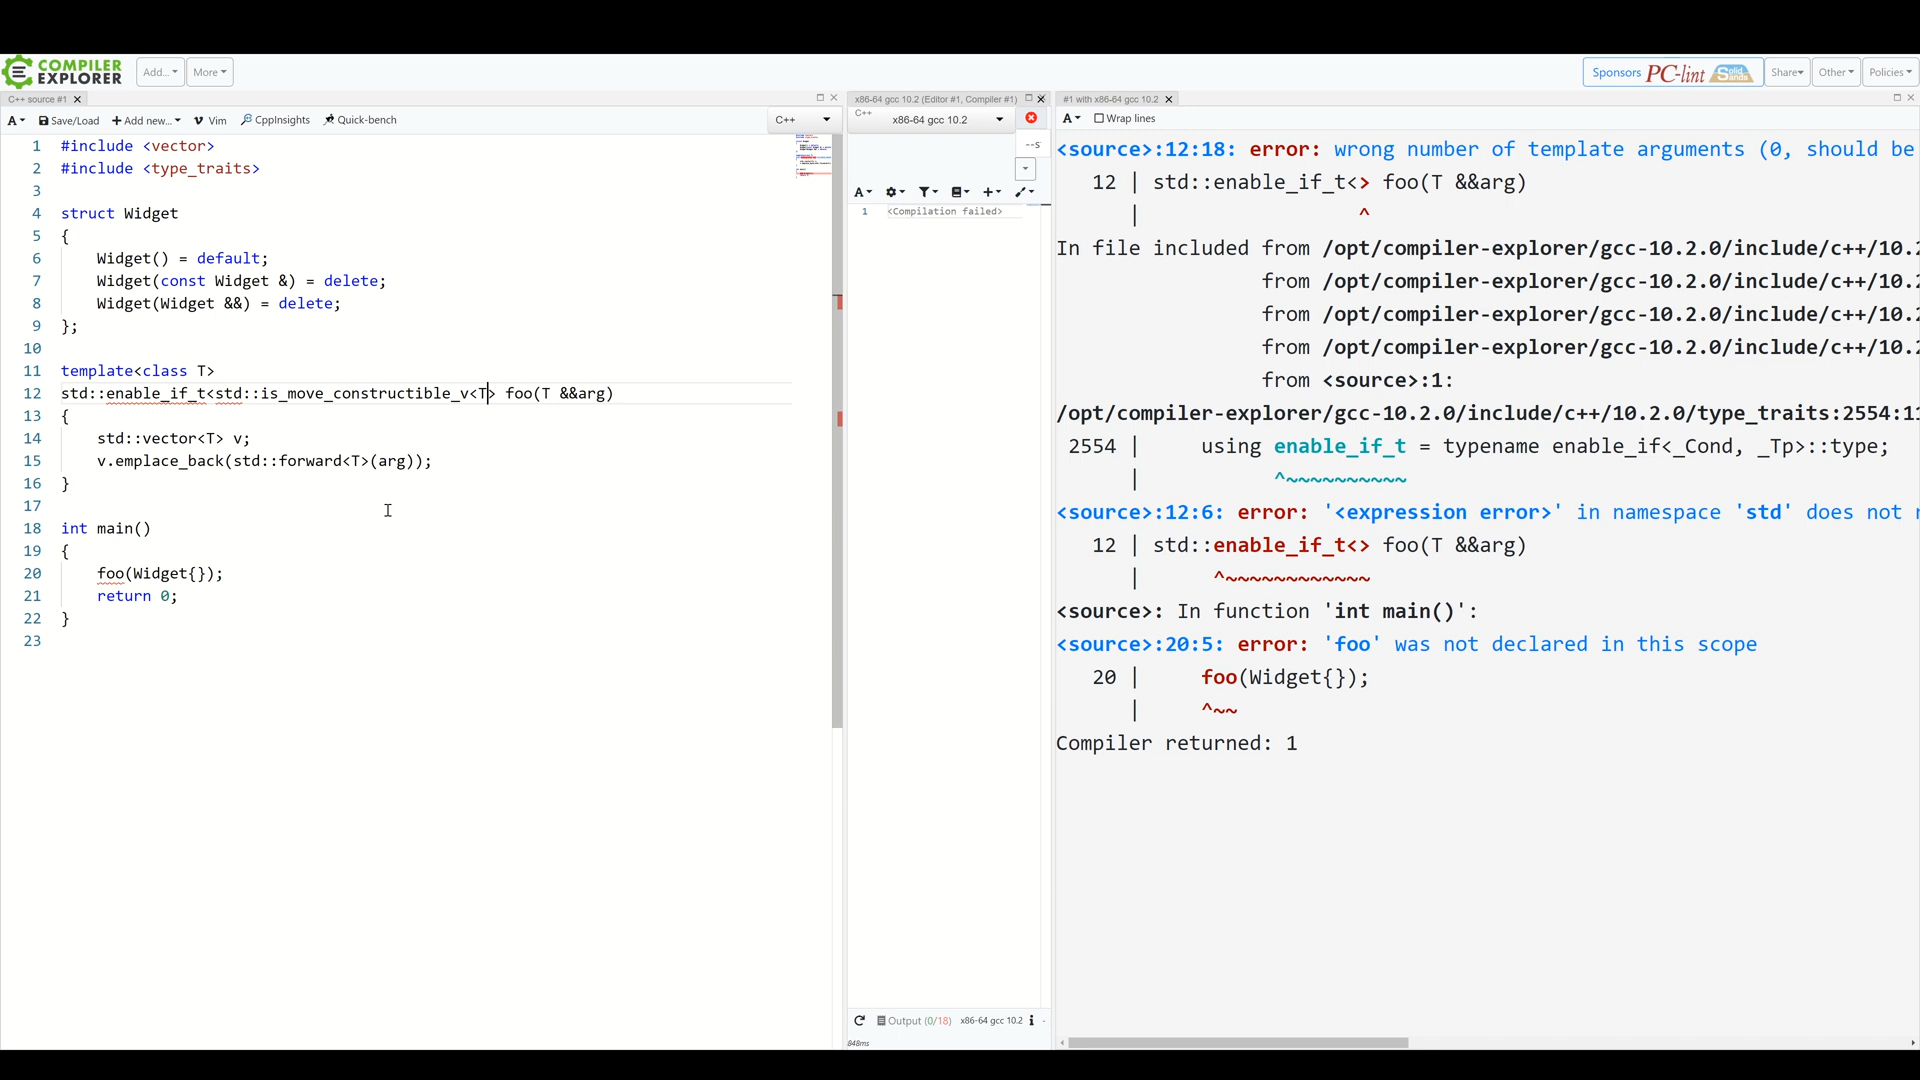 COMPILER
EXPLORER
Add...
More
Sponsors PC-lint Solid Sands
Share
Other
Policies
C++ source #1
x86-64 gcc 10.2 (Editor #1, Compiler #1)
#1 with x86-64 gcc 10.2
A
Save/Load
Add new...
Vim
CppInsights
Quick-bench
C++
C++
x86-64 gcc 10.2
--s
A
Wrap lines
A
1 #include <vector>
2 #include <type_traits>
3
4 struct Widget
5 {
6 Widget() = default;
7 Widget(const Widget &) = delete;
8 Widget(Widget &&) = delete;
9 };
10
11 template<class T>
12 std::enable_if_t<std::is_move_constructible_v<T> foo(T &&arg)
13 {
14 std::vector<T> v;
15 v.emplace_back(std::forward<T>(arg));
16 }
17
18 int main()
19 {
20 foo(Widget{});
21 return 0;
22 }
23
1 <Compilation failed>
Output (0/18) x86-64 gcc 10.2 i -
848ms
<source>:12:18: error: wrong number of template arguments (0, should be
12 | std::enable_if_t<> foo(T &&arg)
| ^
In file included from /opt/compiler-explorer/gcc-10.2.0/include/c++/10.2
from /opt/compiler-explorer/gcc-10.2.0/include/c++/10.2
from /opt/compiler-explorer/gcc-10.2.0/include/c++/10.2
from /opt/compiler-explorer/gcc-10.2.0/include/c++/10.2
from <source>:1:
/opt/compiler-explorer/gcc-10.2.0/include/c++/10.2.0/type_traits:2554:11
2554 | using enable_if_t = typename enable_if<_Cond, _Tp>::type;
| ^~~~~~~~~~~
<source>:12:6: error: '<expression error>' in namespace 'std' does not
12 | std::enable_if_t<> foo(T &&arg)
| ^~~~~~~~~~~~~
<source>: In function 'int main()':
<source>:20:5: error: 'foo' was not declared in this scope
20 | foo(Widget{});
| ^~~
Compiler returned: 1